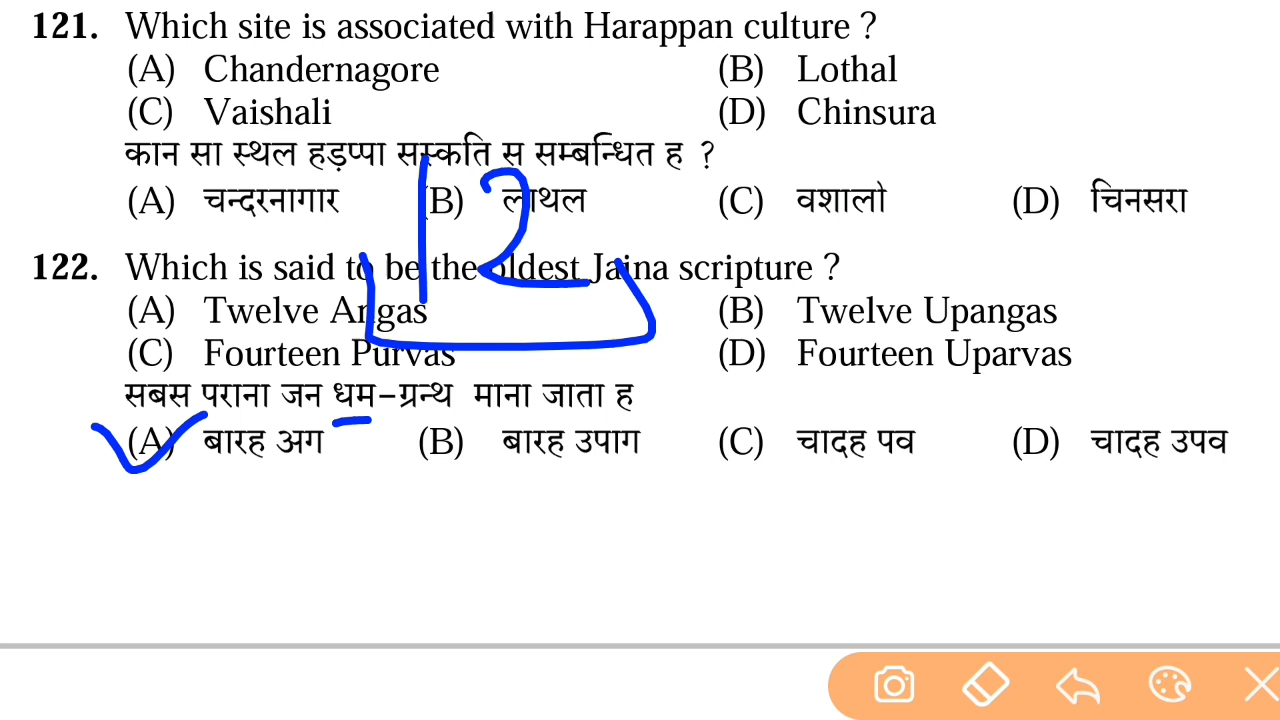 121. Which site is associated with Harappan culture ?
(A) Chandernagore (B) Lothal
(C) Vaishali (D) Chinsura
कान सा स्थल हड़प्पा सस्कति स सम्बन्धित ह ?
(A) चन्दरनागार (B) लाथल (C) वशालो (D) चिनसरा
12
122. Which is said to be the oldest Jaina scripture ?
(A) Twelve Angas (B) Twelve Upangas
(C) Fourteen Purvas (D) Fourteen Uparvas
सबस पराना जन धम–ग्रन्थ माना जाता ह
(A) बारह अग (B) बारह उपाग (C) चादह पव (D) चादह उपव